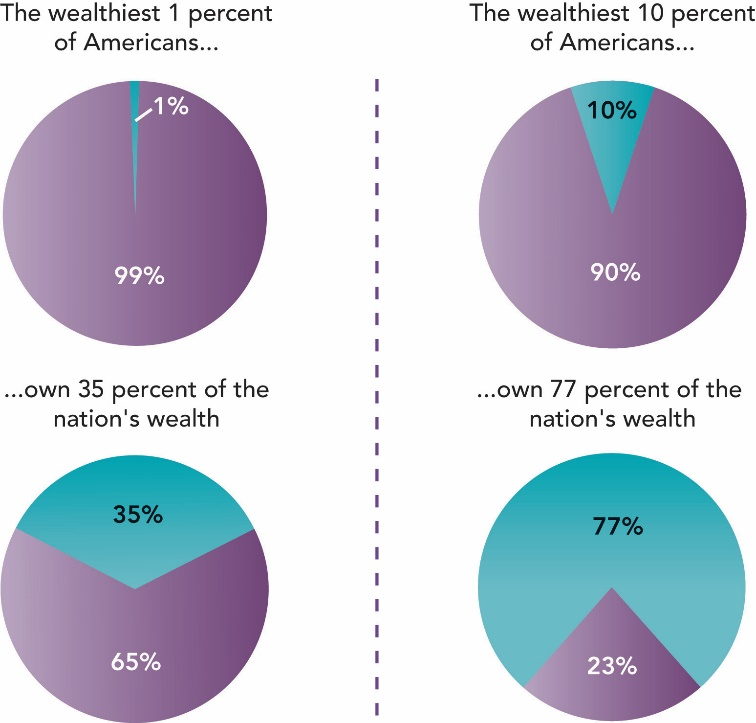 The wealthiest 1 percent
of Americans...
1%
99%
...own 35 percent of the
nation's wealth
35%
65%
The wealthiest 10 percent
of Americans...
10%
90%
...own 77 percent of the
nation's wealth
77%
23%